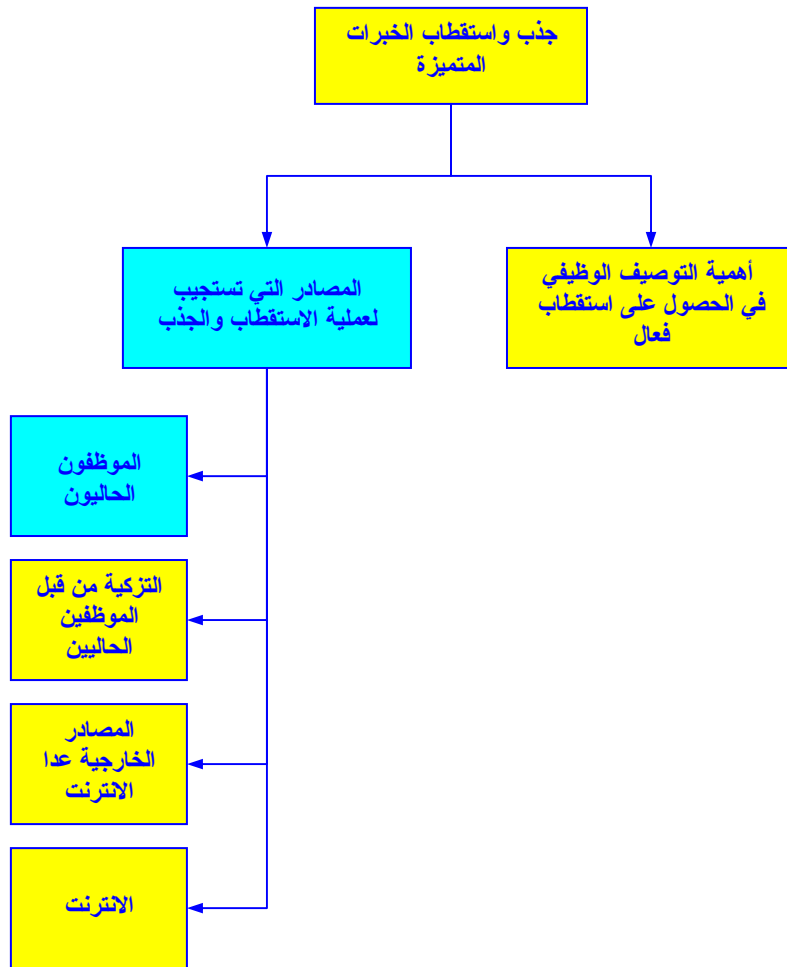 جذب واستقطاب الخبرات
المتميزة
أهمية التوصيف الوظيفي
في الحصول على استقطاب
فعال
المصادر التي تستجيب
لعملية الاستقطاب والجذب
الموظفون
الحاليون
التزكية من قبل
الموظفين
الحاليين
المصادر
الخارجية عدا
الانترنت
الانترنت